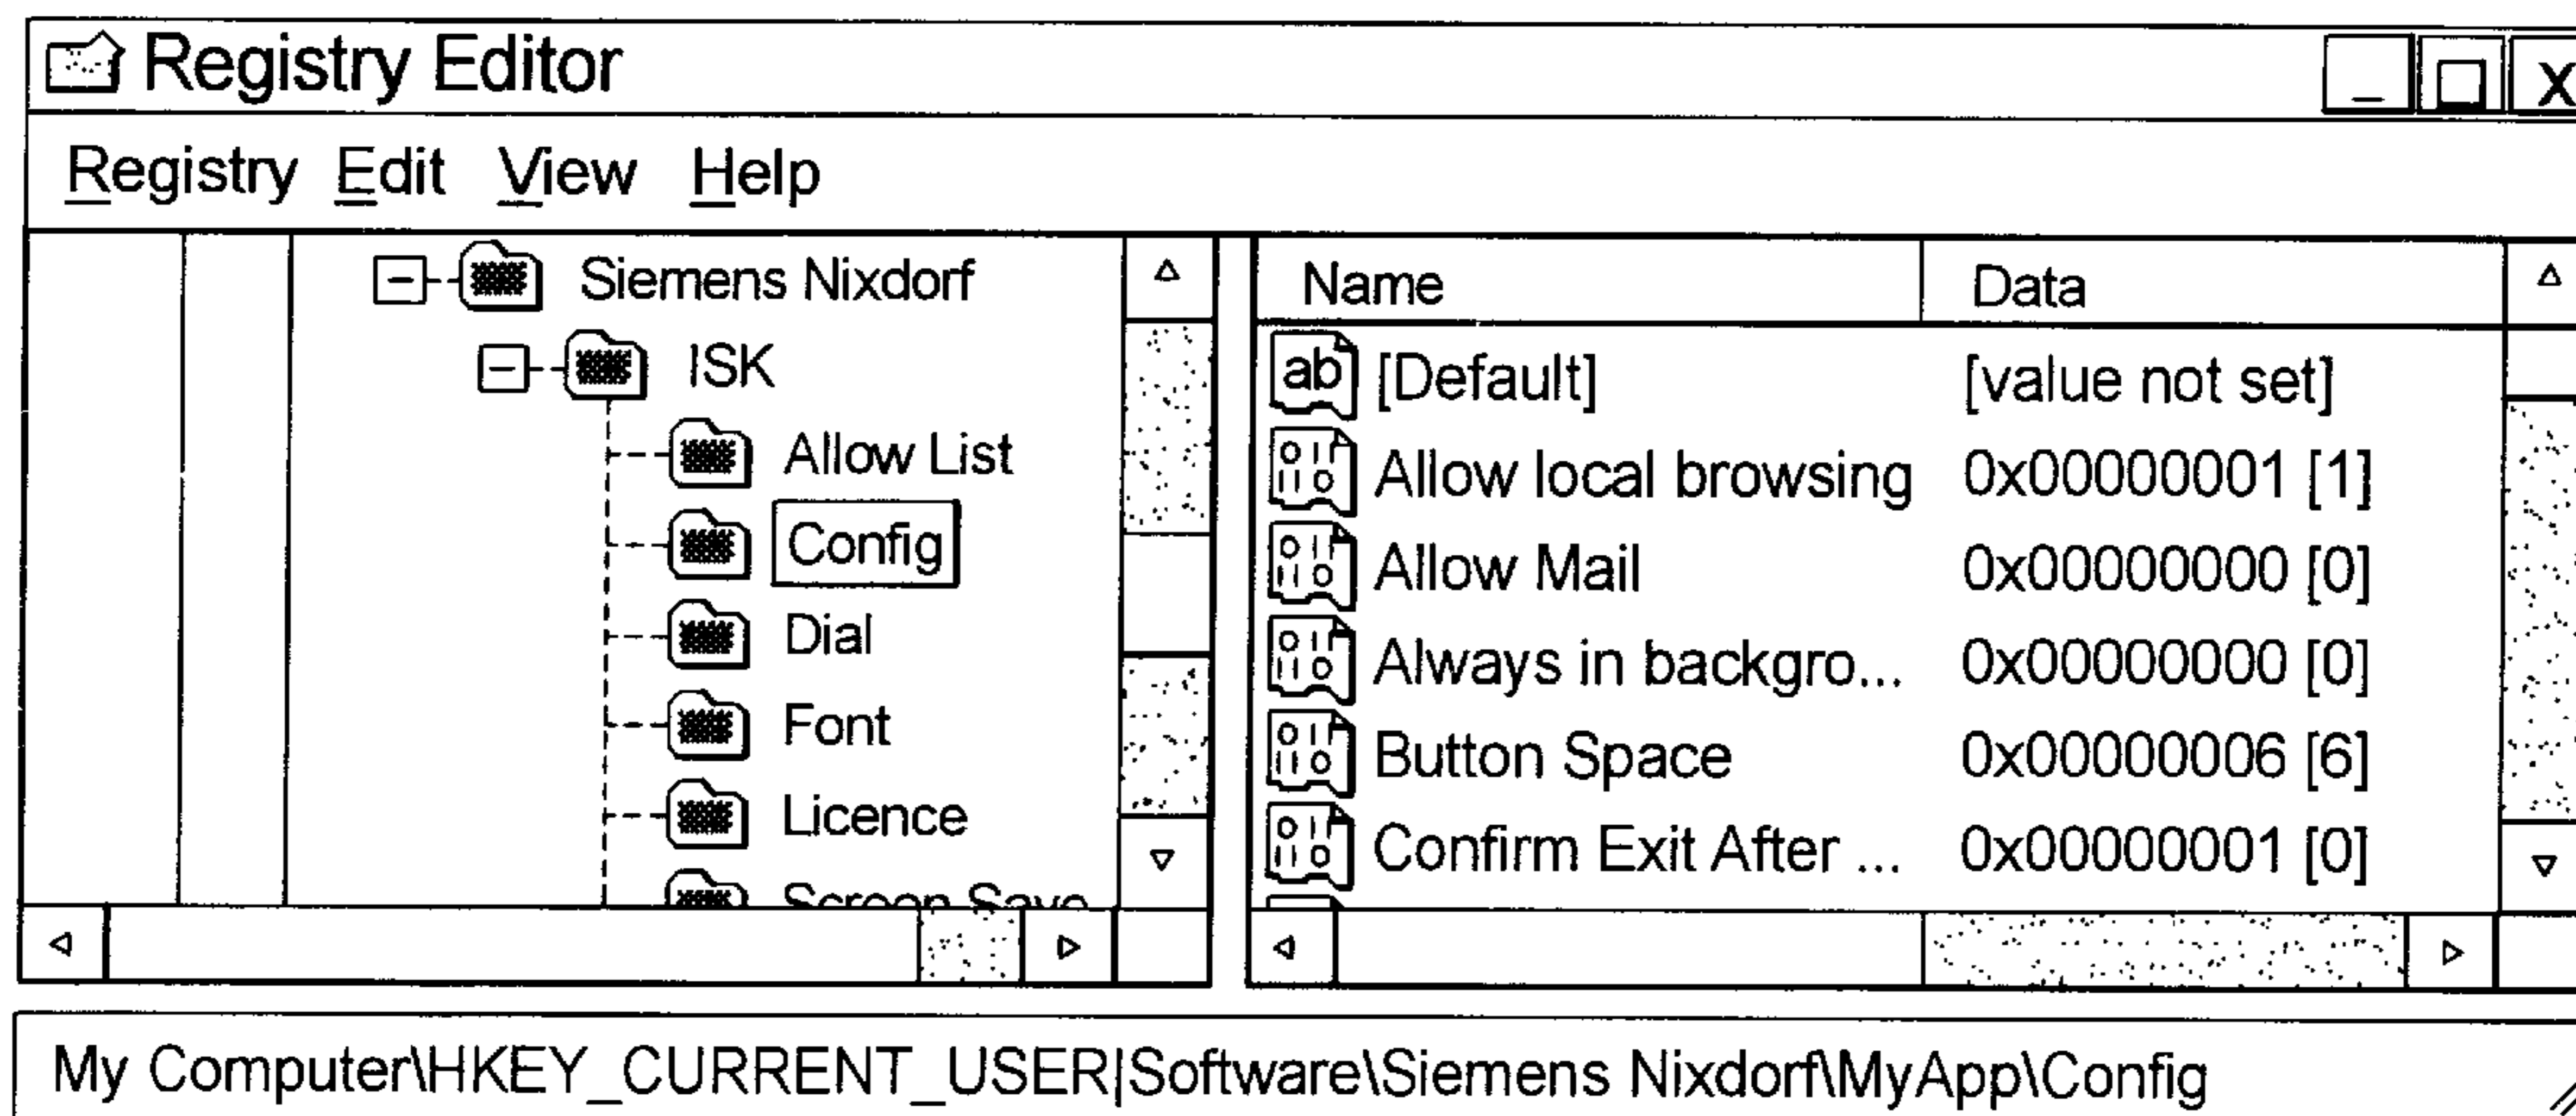 Registry Editor
Registry Edit View Help
Siemens Nixdorf
ISK
Allow List
Config
Dial
Font
Licence
Screen Save
Name Data
[Default] [value not set]
Allow local browsing 0x00000001 [1]
Allow Mail 0x00000000 [0]
Always in backgro... 0x00000000 [0]
Button Space 0x00000006 [6]
Confirm Exit After ... 0x00000001 [0]
My Computer\HKEY_CURRENT_USER|Software\Siemens Nixdorf\MyApp\Config